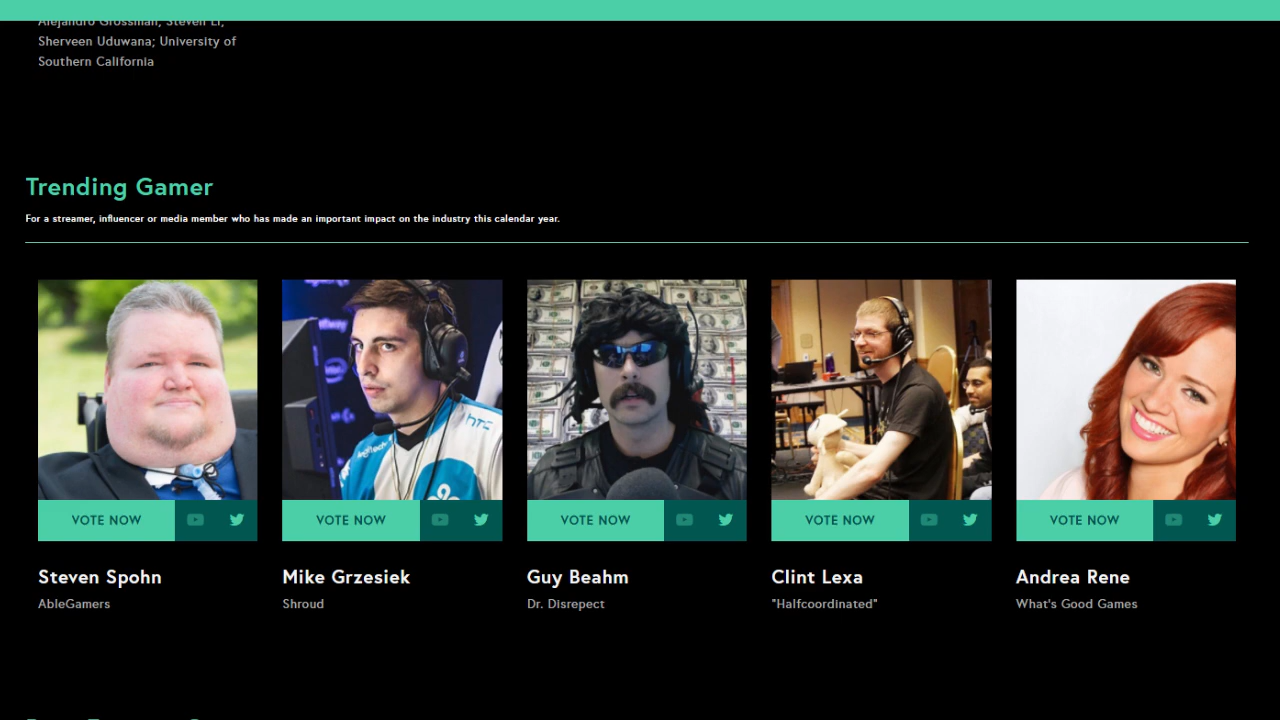 Alejandro Grossman, Steven Li,
Sherveen Uduwana; University of
Southern California
Trending Gamer
For a streamer, influencer or media member who has made an important impact on the industry this calendar year.
htc
VOTE NOW
VOTE NOW
VOTE NOW
VOTE NOW
VOTE NOW
Steven Spohn
Mike Grzesiek
Guy Beahm
Clint Lexa
Andrea Rene
AbleGamers
Shroud
Dr. Disrepect
"Halfcoordinated"
What's Good Games